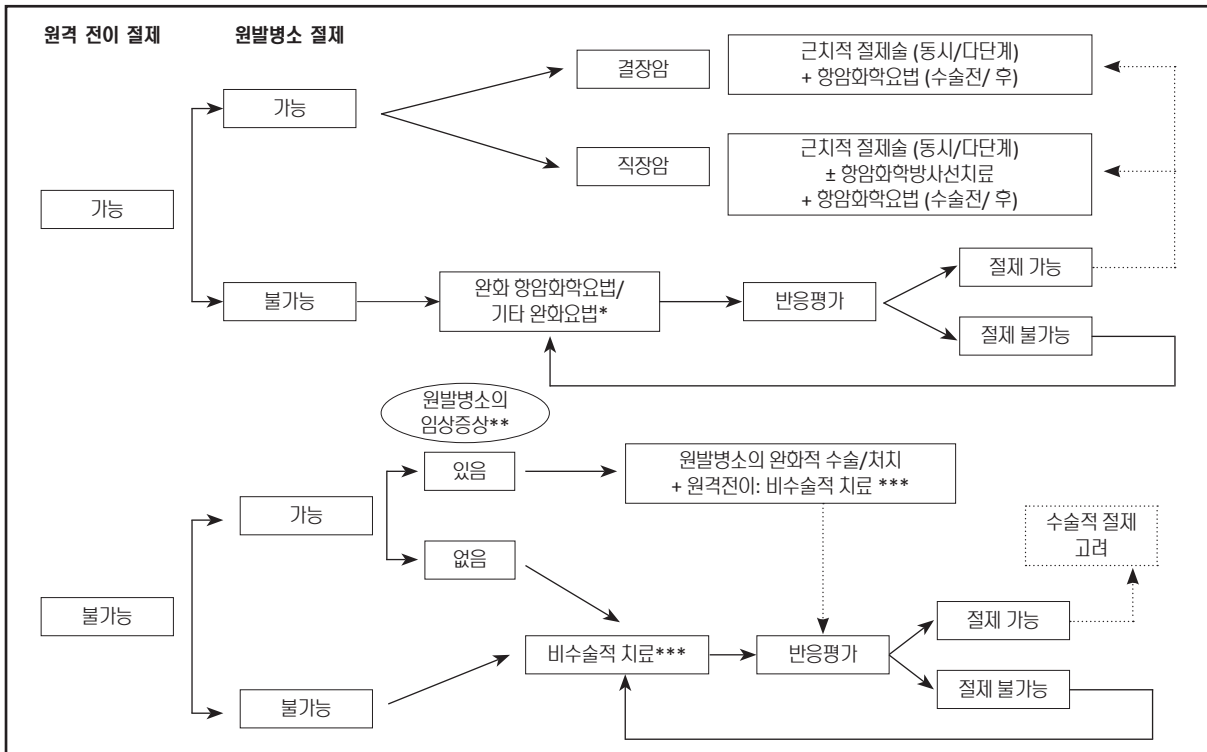 원격 전이 절제
원발병소 절제
가능
가능
결장암
근치적 절제술 (동시/다단계)
+ 항암화학요법 (수술전/ 후)
직장암
근치적 절제술 (동시/다단계)
± 항암화학방사선치료
+ 항암화학요법 (수술전/ 후)
불가능
완화 항암화학요법/
기타 완화요법*
반응평가
절제 가능
절제 불가능
원발병소의
임상증상**
불가능
가능
있음
원발병소의 완화적 수술/처치
+ 원격전이: 비수술적 치료 ***
없음
불가능
비수술적 치료***
반응평가
절제 가능
수술적 절제
고려
절제 불가능